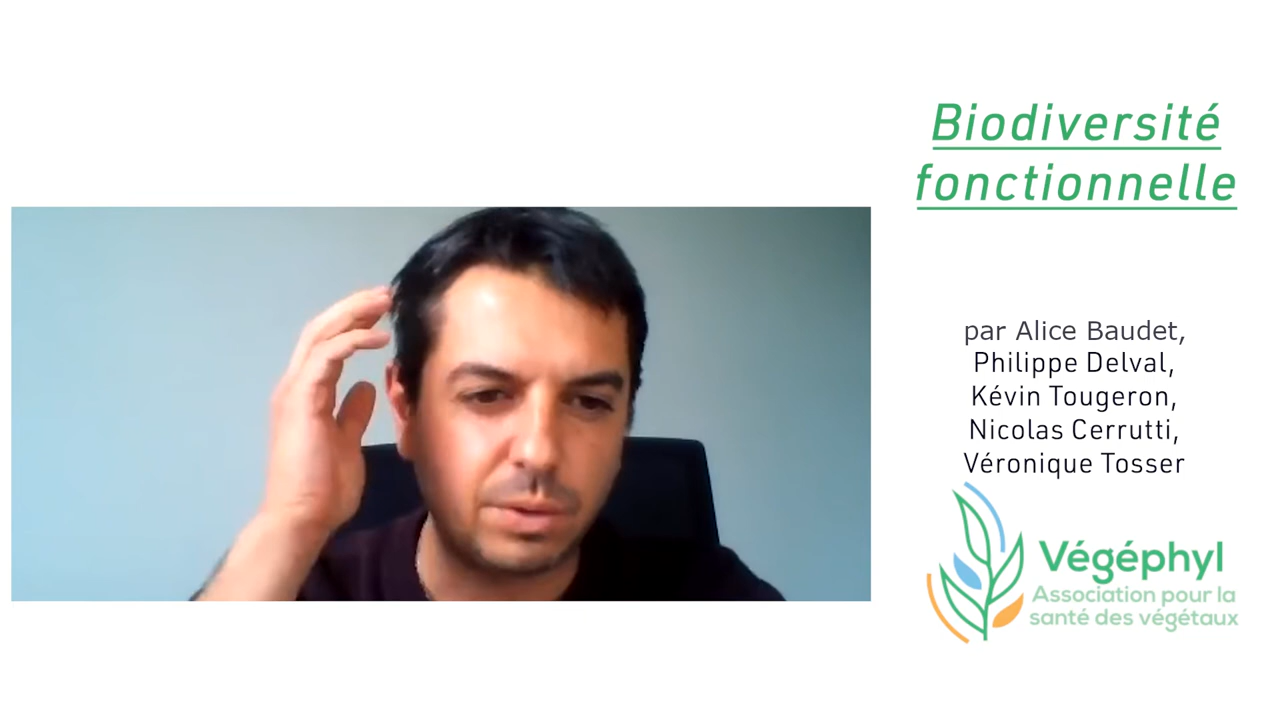 Biodiversité
fonctionnelle
par Alice Baudet,
Philippe Delval,
Kévin Tougeron,
Nicolas Cerrutti,
Véronique Tosser
Végéphyl
Association pour la
santé des végétaux